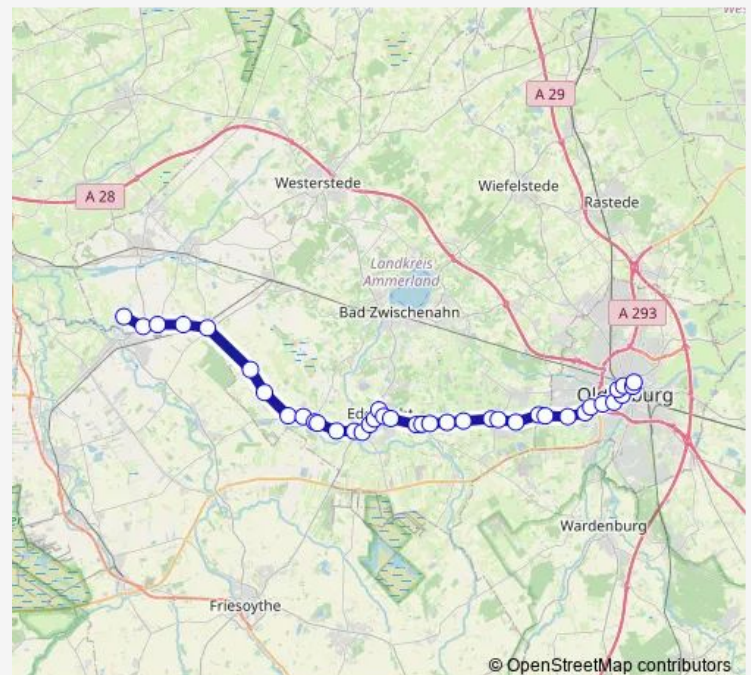 A 29
Westerstede
Wiefelstede
A 28
Rastede
Landkreis
Ammerland
Bad Zwischenahn
A 293
Wardenburg
Friesoythe
© OpenStreetMap contributors